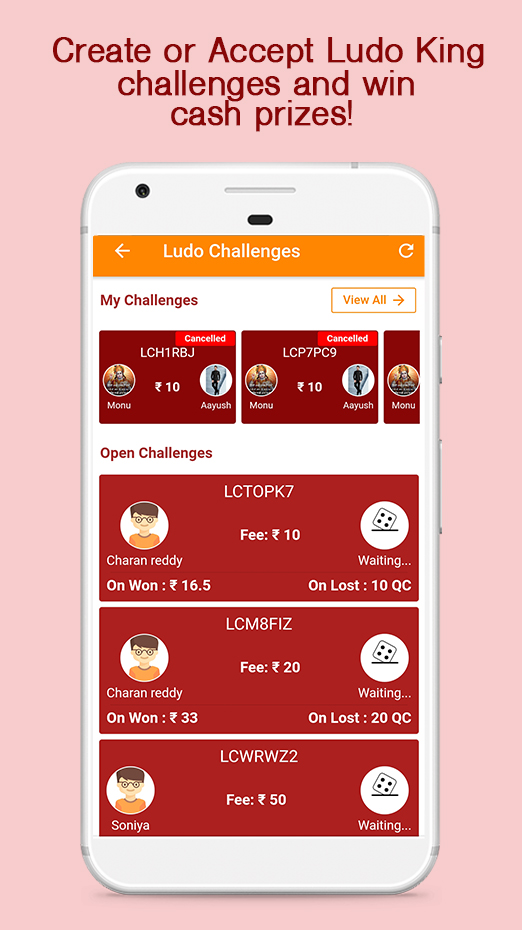 Create or Accept Ludo King
challenges and win
cash prizes!
Ludo Challenges
My Challenges
View All
Cancelled
LCH1RBJ
₹ 10
Monu
Aayush
Cancelled
LCP7PC9
₹ 10
Monu
Aayush
Monu
Open Challenges
LCTOPK7
Fee: ₹ 10
Charan reddy
Waiting...
On Won : ₹ 16.5
On Lost : 10 QC
LCM8FIZ
Fee: ₹ 20
Charan reddy
Waiting...
On Won : ₹ 33
On Lost : 20 QC
LCWRWZ2
Fee: ₹ 50
Soniya
Waiting...